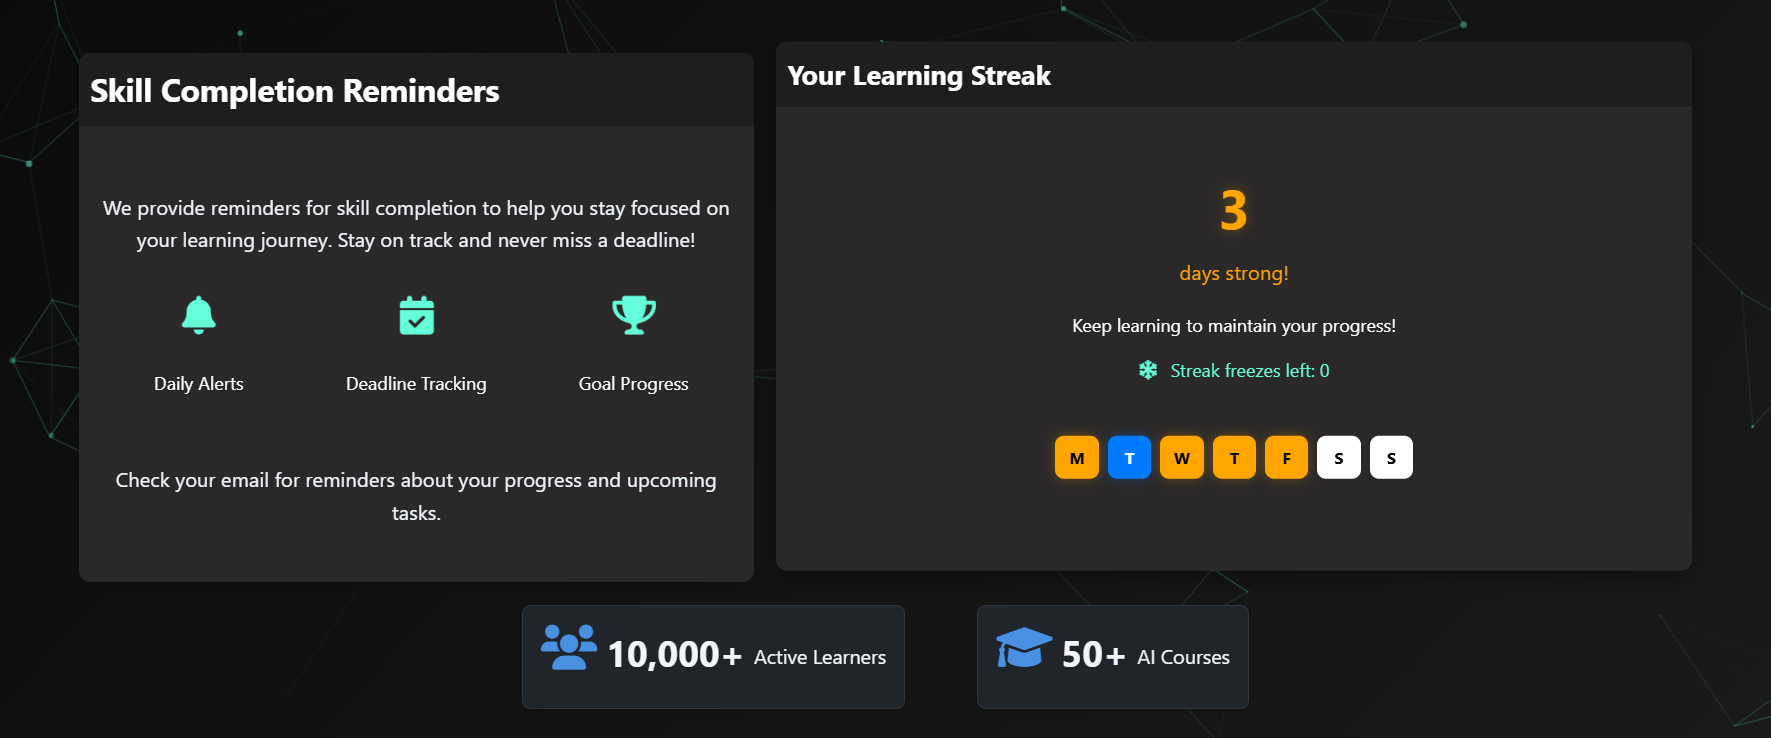 Skill Completion Reminders
We provide reminders for skill completion to help you stay focused on
your learning journey. Stay on track and never miss a deadline!
Daily Alerts
Deadline Tracking
Goal Progress
Check your email for reminders about your progress and upcoming
tasks.
Your Learning Streak
3
days strong!
Keep learning to maintain your progress!
Streak freezes left: 0
M T W T F S S
10,000+ Active Learners
50+ AI Courses